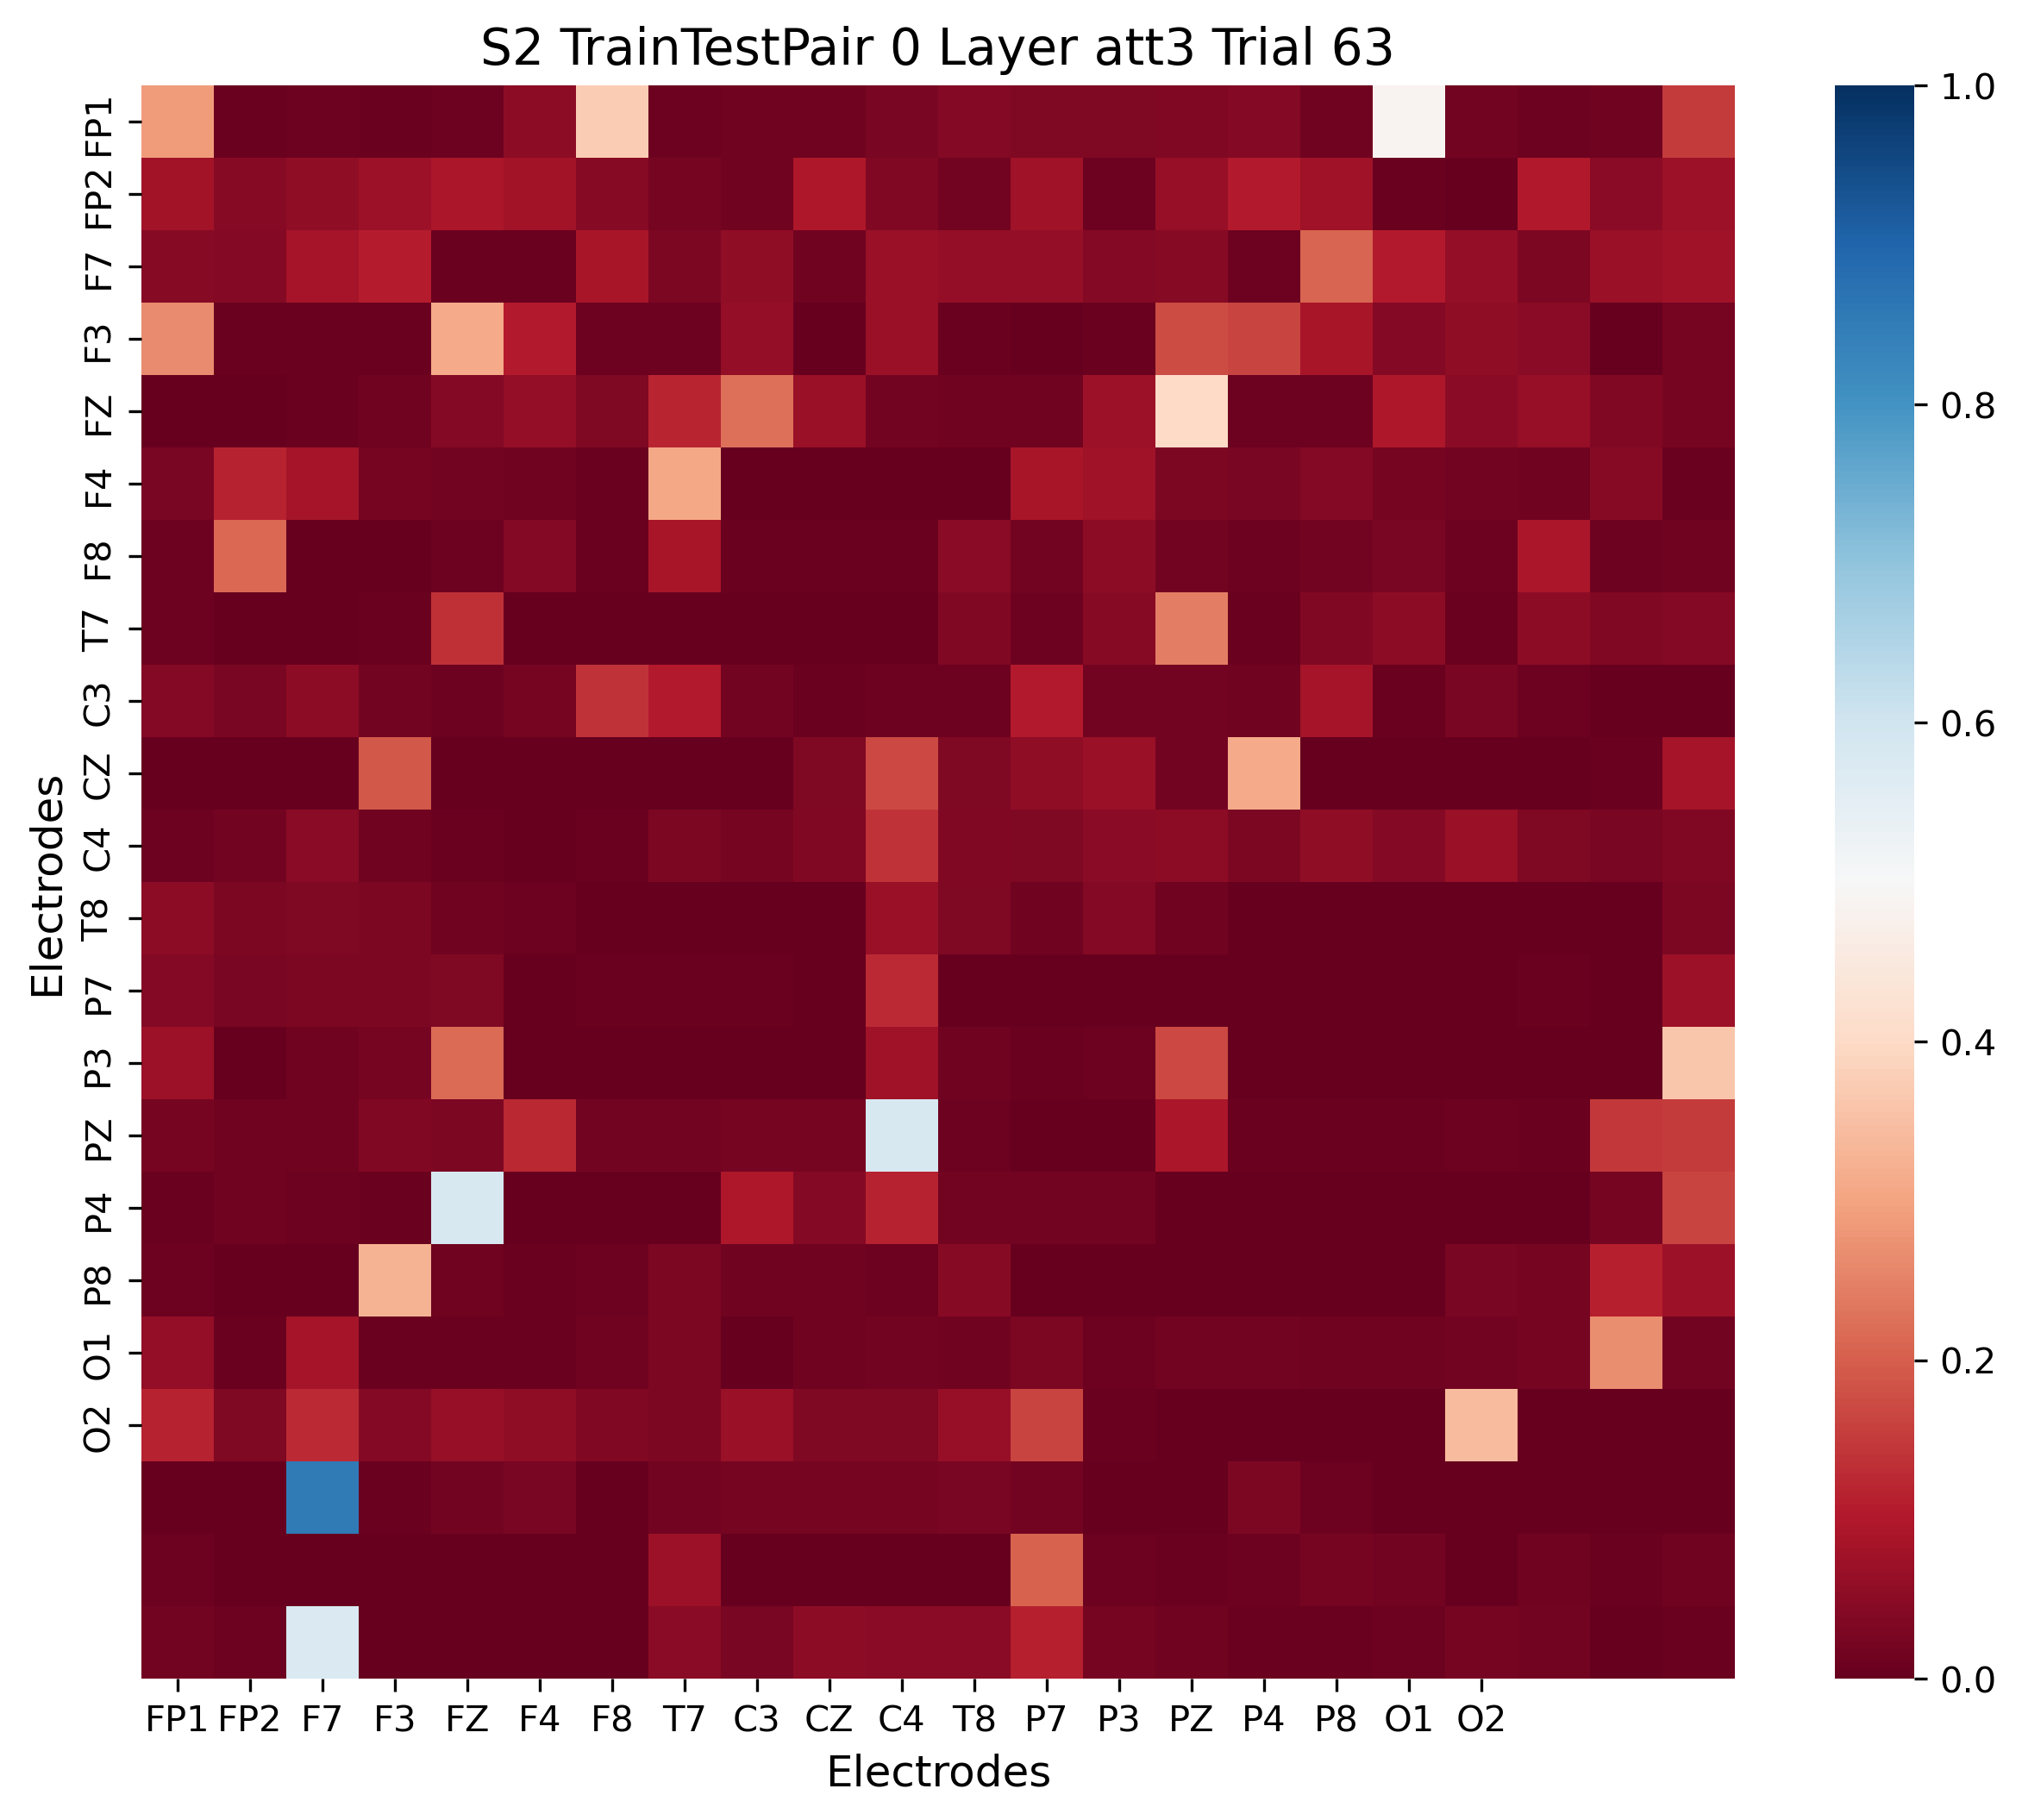 S2 TrainTestPair 0 Layer att3 Trial 63
Electrodes
FP1
FP2
F7
F3
FZ
F4
F8
T7
C3
CZ
C4
T8
P7
P3
PZ
P4
P8
O1
O2
FP1 FP2 F7 F3 FZ F4 F8 T7 C3 CZ C4 T8 P7 P3 PZ P4 P8 O1 O2
Electrodes
1.0
0.8
0.6
0.4
0.2
0.0